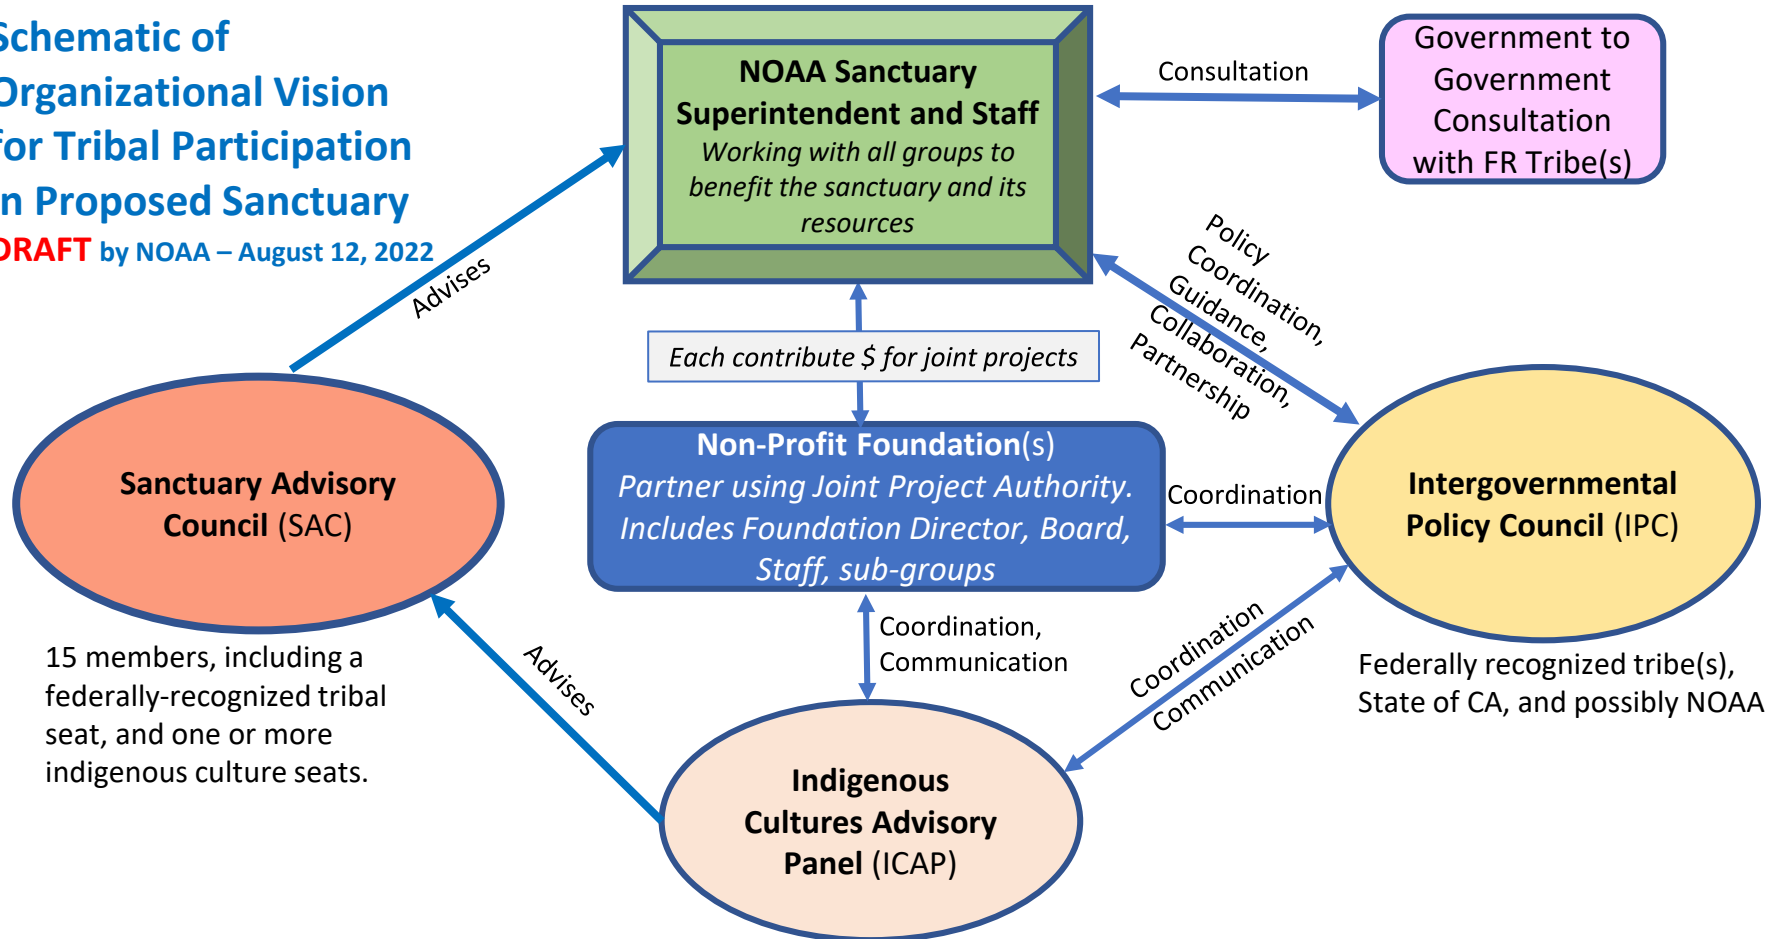 Schematic of
Organizational Vision
for Tribal Participation
in Proposed Sanctuary
DRAFT by NOAA – August 12, 2022
NOAA Sanctuary
Superintendent and Staff
Working with all groups to
benefit the sanctuary and its
resources
Consultation
Government to
Government
Consultation
with FR Tribe(s)
Advises
Policy
Coordination,
Guidance,
Collaboration,
Partnership
Each contribute $ for joint projects
Sanctuary Advisory
Council (SAC)
Non-Profit Foundation(s)
Partner using Joint Project Authority.
Includes Foundation Director, Board,
Staff, sub-groups
Coordination
Intergovernmental
Policy Council (IPC)
15 members, including a
federally-recognized tribal
seat, and one or more
indigenous culture seats.
Advises
Coordination,
Communication
Coordination
Communication
Federally recognized tribe(s),
State of CA, and possibly NOAA
Indigenous
Cultures Advisory
Panel (ICAP)